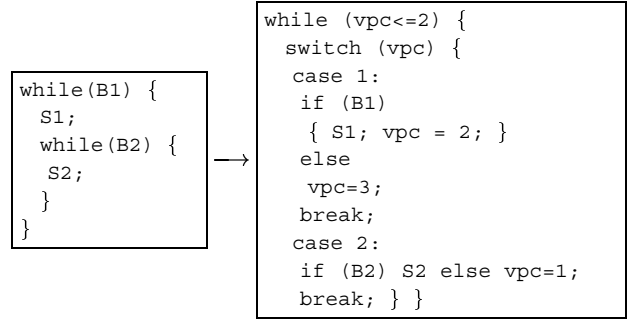 while(B1) {
S1;
while(B2) {
S2;
}
}
while (vpc<=2) {
switch (vpc) {
case 1:
if (B1)
{ S1; vpc = 2; }
else
vpc=3;
break;
case 2:
if (B2) S2 else vpc=1;
break; } }